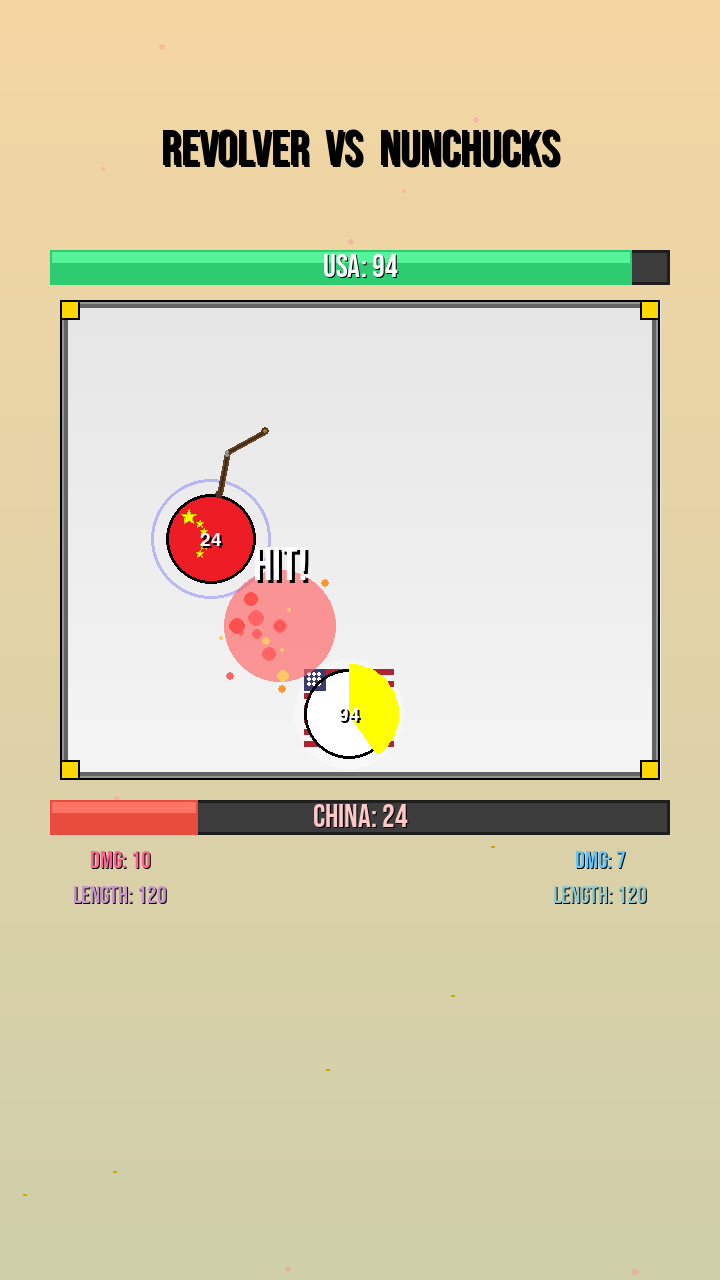 REVOLVER VS NUNCHUCKS
USA: 94
24
HIT!
94
CHINA: 24
DMG: 10
DMG: 7
LENGTH: 120
LENGTH: 120